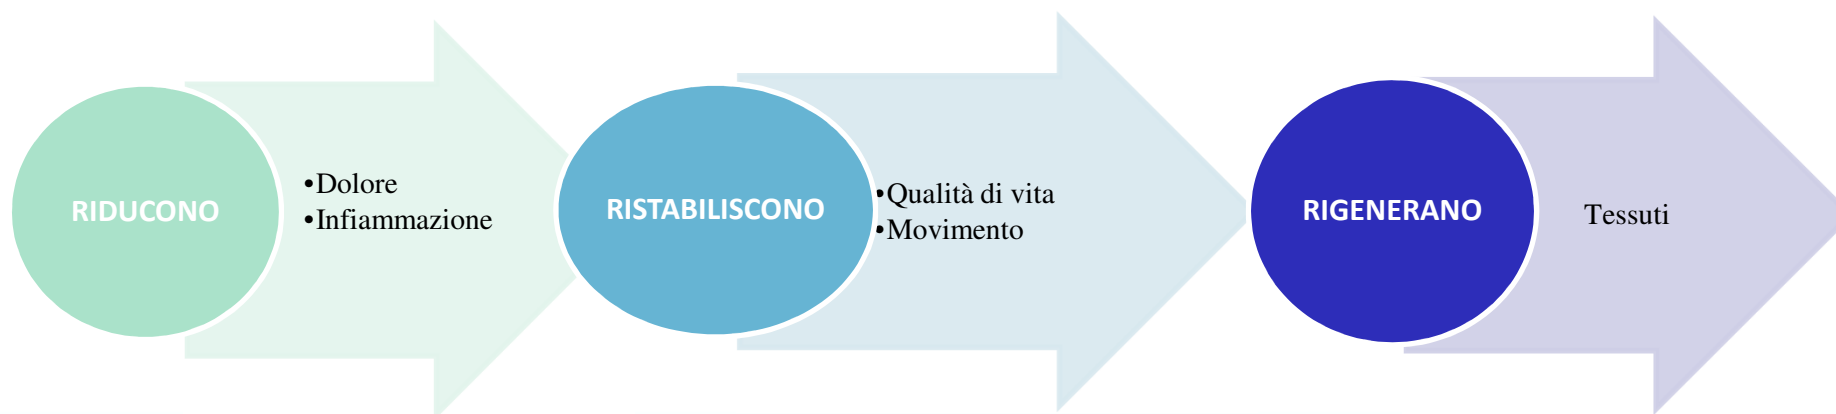 RIDUCONO
•Dolore
•Infiammazione
RISTABILISCONO
•Qualità di vita
•Movimento
RIGENERANO
Tessuti